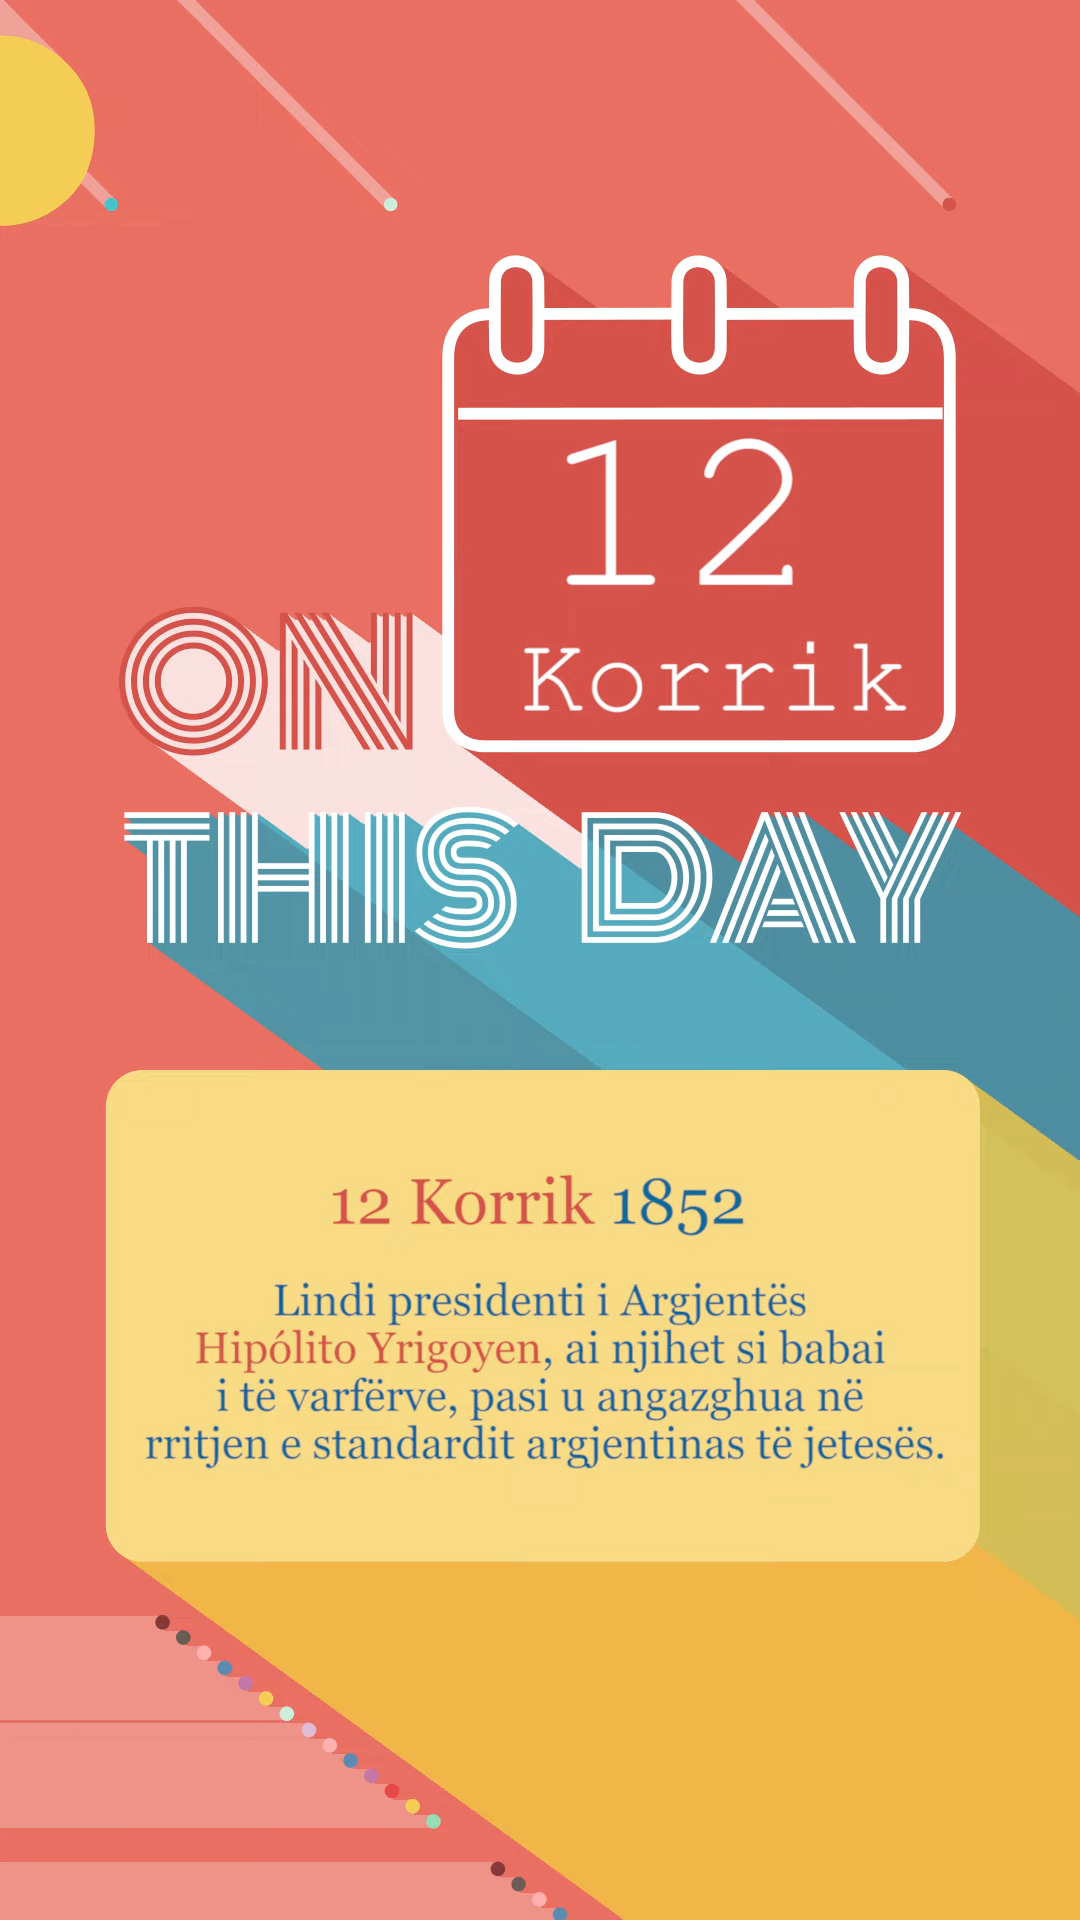 12
Korrik
ON
THIS DAY
12 Korrik 1852
Lindi presidenti i Argjentës
Hipólito Yrigoyen, ai njihet si babai
i të varfërve, pasi u angazghua në
rritjen e standardit argjentinas të jetesës.